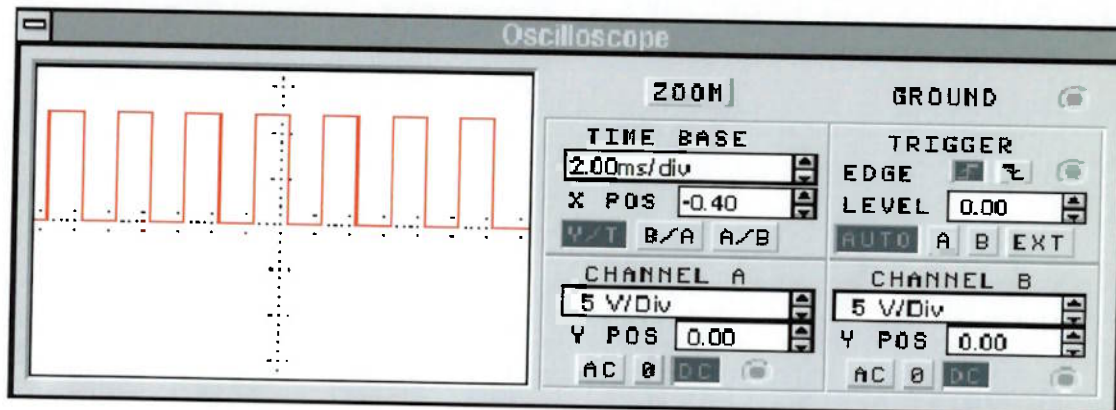 Oscilloscope
ZOOM GROUND
TIME BASE
2.00ms/div
X POS -0.40
Y/T B/A A/B
TRIGGER
EDGE
LEVEL 0.00
AUTO A B EXT
CHANNEL A
5 V/Div
Y POS 0.00
AC 0 DC
CHANNEL B
5 V/Div
Y POS 0.00
AC 0 DC